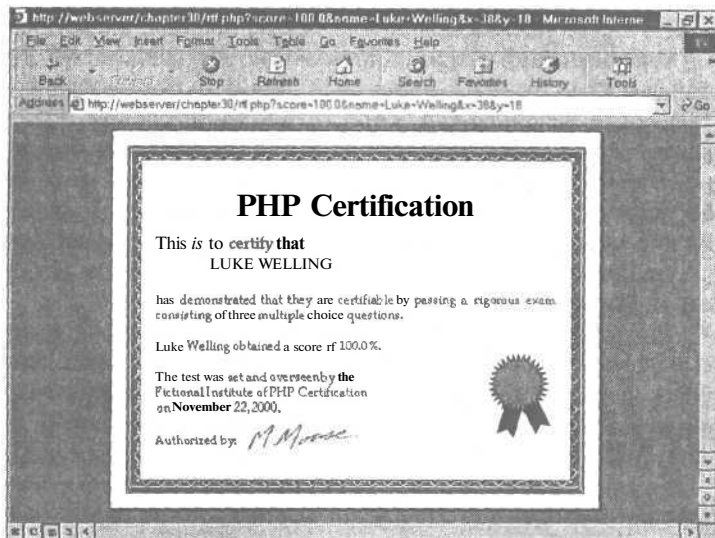 http://webserver/chapter30/rtf.php?score=100.0&name=Luke+Welling&x=38&y=18 - Microsoft Interne
File Edit View Insert Format Tools Table Go Favorites Help
Back Stop Refresh Home Search Favorites History Tools
Address http://webserver/chapter30/rtf.php?score=100.0&name=Luke+Welling&x=38&y=18 Go
PHP Certification
This is to certify that
LUKE WELLING
has demonstrated that they are certifiable by passing a rigorous exam
consisting of three multiple choice questions.
Luke Welling obtained a score rf 100.0%.
The test was set and overseenby the
Fictional Institute of PHP Certification
on November 22,2000.
Authorized by: M Moose